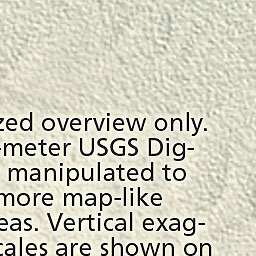 zed overview only.
-meter USGS Dig-
manipulated to
more map-like
eas. Vertical exag-
cales are shown on